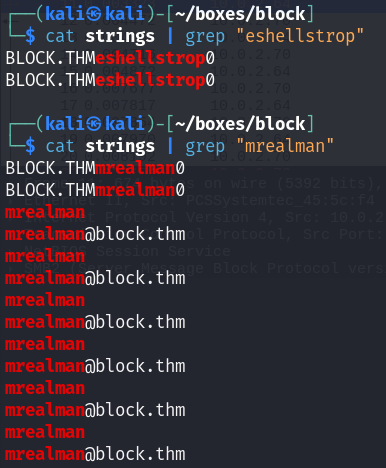 ┌──(kali㉿kali)-[~/boxes/block]
└─$ cat strings | grep "eshellstrop"
BLOCK.THMeshellstrop0
BLOCK.THMeshellstrop0
┌──(kali㉿kali)-[~/boxes/block]
└─$ cat strings | grep "mrealman"
BLOCK.THMmrealman0
BLOCK.THMmrealman0
mrealman
mrealman@block.thm
mrealman
mrealman@block.thm
mrealman
mrealman@block.thm
mrealman
mrealman@block.thm
mrealman
mrealman@block.thm
mrealman
mrealman@block.thm